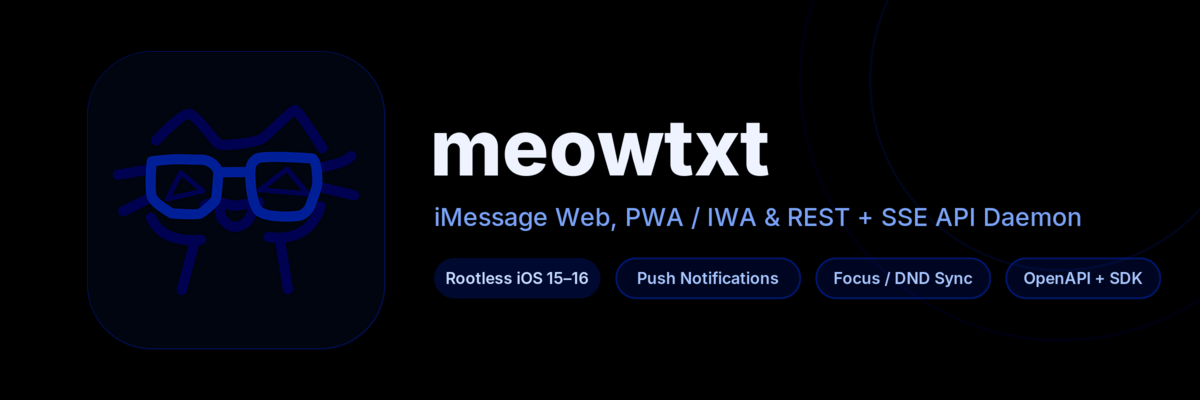 meowtxt
iMessage Web, PWA / IWA & REST + SSE API Daemon
Rootless iOS 15–16 Push Notifications Focus / DND Sync OpenAPI + SDK